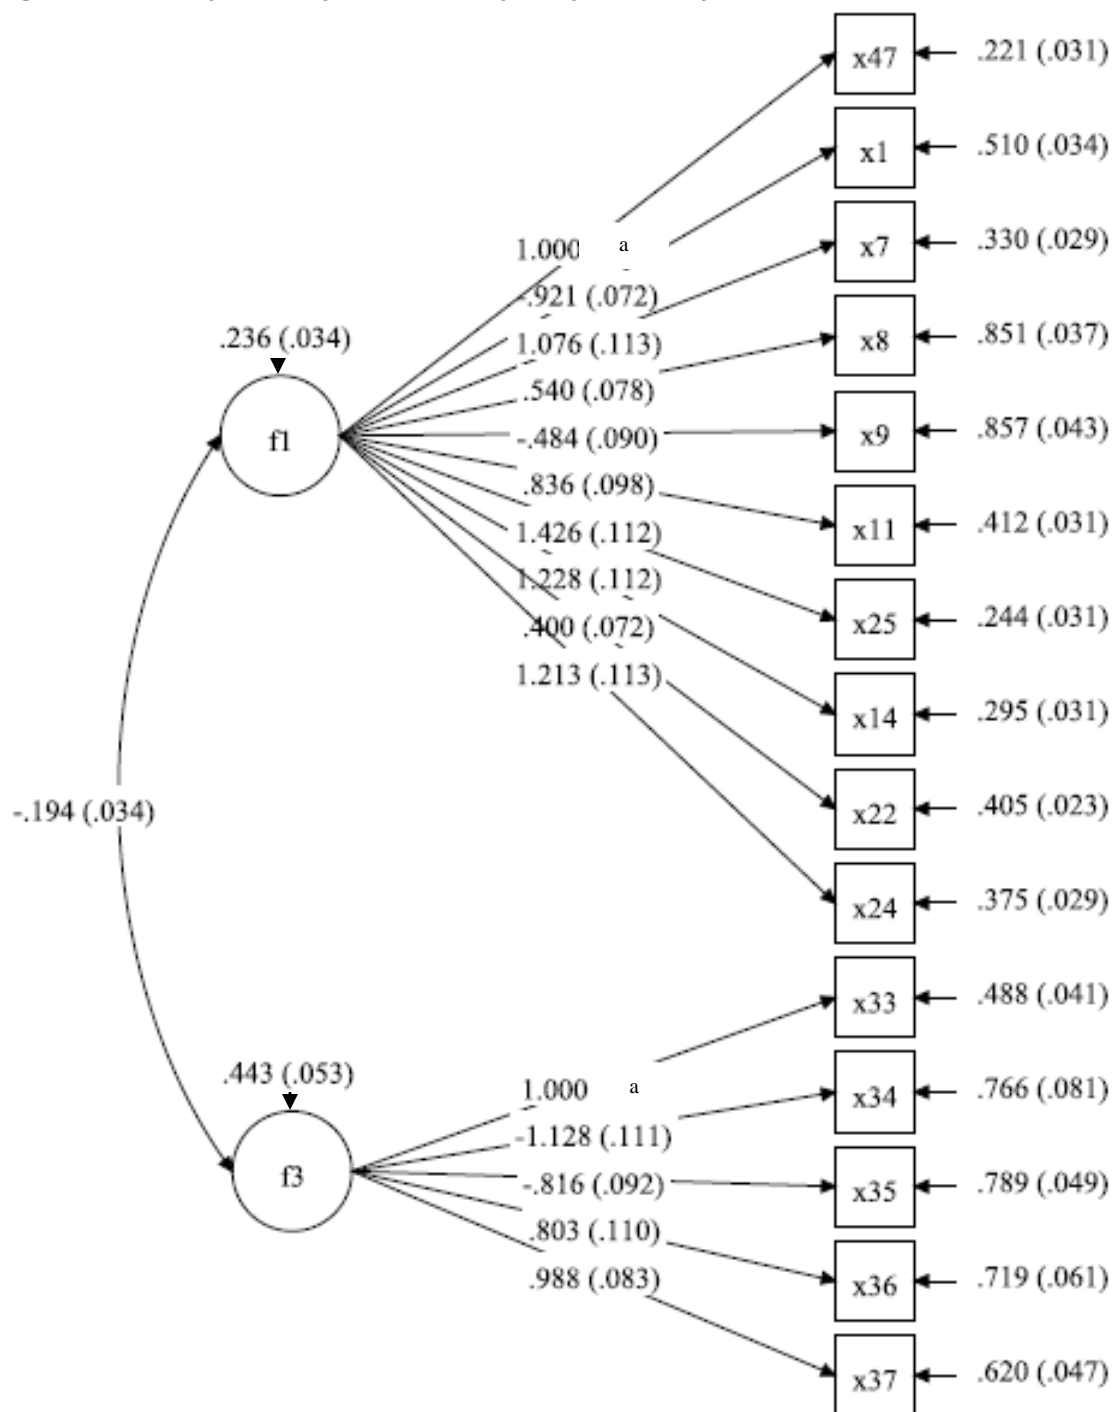 x47
.221 (.031)
x1
.510 (.034)
x7
.330 (.029)
1.000 a
-.921 (.072)
x8
.851 (.037)
.236 (.034)
1.076 (.113)
.540 (.078)
f1
-.484 (.090)
x9
.857 (.043)
.836 (.098)
x11
.412 (.031)
1.426 (.112)
1.228 (.112)
x25
.244 (.031)
.400 (.072)
1.213 (.113)
x14
.295 (.031)
-.194 (.034)
x22
.405 (.023)
x24
.375 (.029)
x33
.488 (.041)
.443 (.053)
1.000 a
x34
.766 (.081)
-1.128 (.111)
f3
-.816 (.092)
x35
.789 (.049)
.803 (.110)
.988 (.083)
x36
.719 (.061)
x37
.620 (.047)